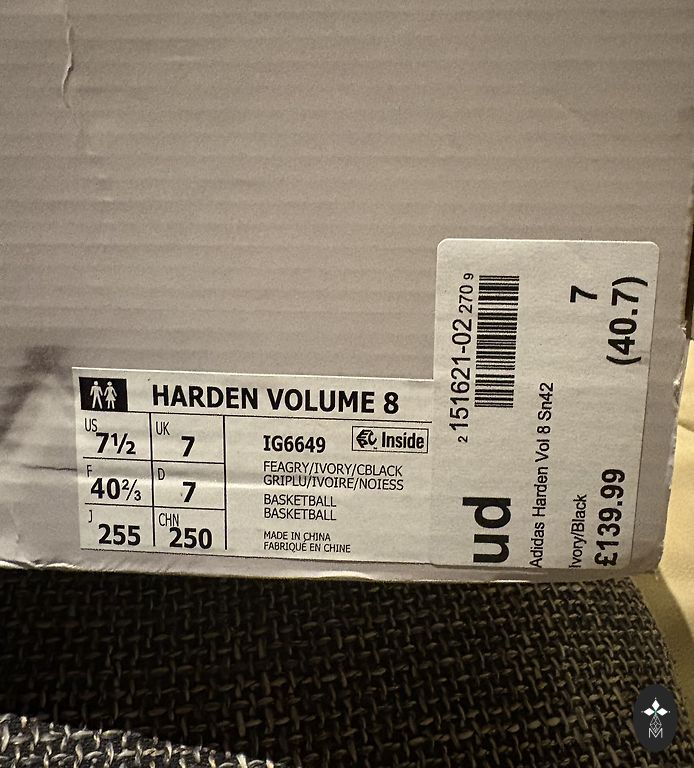 HARDEN VOLUME 8
US 7½ UK 7
F 40⅔ D 7
J 255 CHN 250
IG6649
Inside
FEAGRY/IVORY/CBLACK
GRIPLU/IVOIRE/NOIESS
BASKETBALL
BASKETBALL
MADE IN CHINA
FABRIQUÉ EN CHINE
2 151621-02 270 9
ud
7
(40.7)
Adidas Harden Vol 8 Sn42
Ivory/Black
£139.99
M